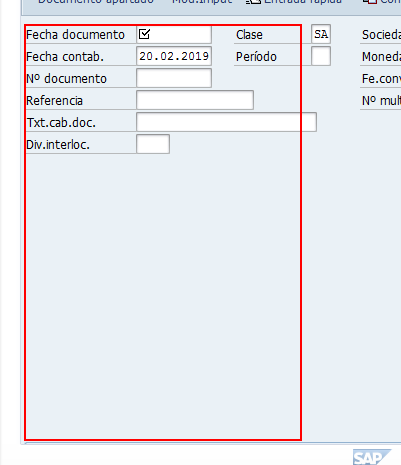 Documento aparcado Mod.imput Entrada rápida
Fecha documento Clase SA Socieda
Fecha contab. 20.02.2019 Período Moneda
Nº documento Fe.conv
Referencia Nº mult
Txt.cab.doc.
Div.interloc.
SAP